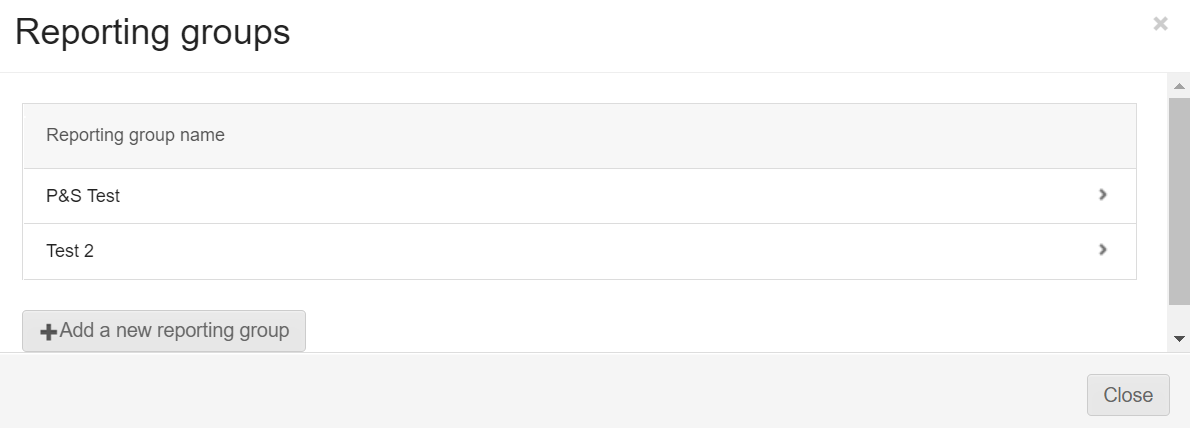 Reporting groups
Reporting group name
P&S Test
Test 2
Add a new reporting group
Close